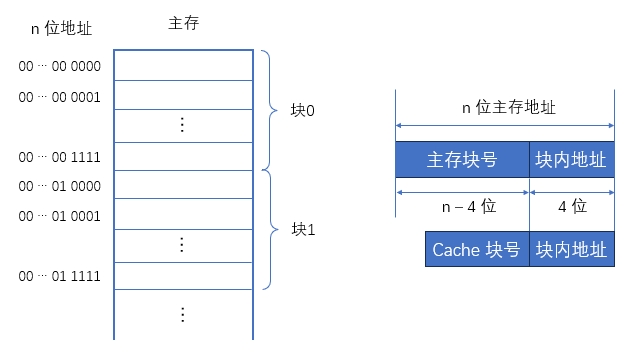 n 位地址
主存
00 ··· 00 0000
00 ··· 00 0001
⋮
00 ··· 00 1111
块0
00 ··· 01 0000
00 ··· 01 0001
⋮
00 ··· 01 1111
块1
⋮
n 位主存地址
主存块号 块内地址
n – 4 位 4 位
Cache 块号 块内地址